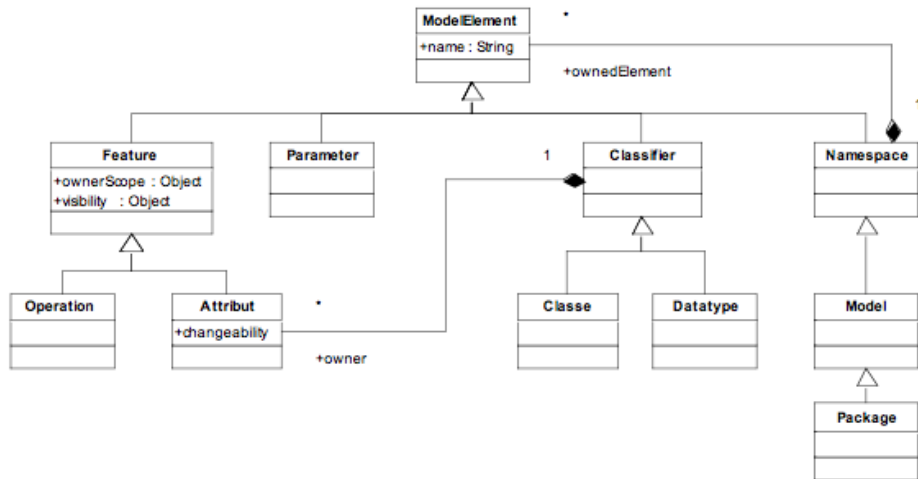 ModelElement
*
+name : String
+ownedElement
Feature
Parameter
1
Classifier
Namespace
+ownerScope : Object
+visibility : Object
Operation
Attribut
*
Classe
Datatype
Model
+changeability
+owner
Package